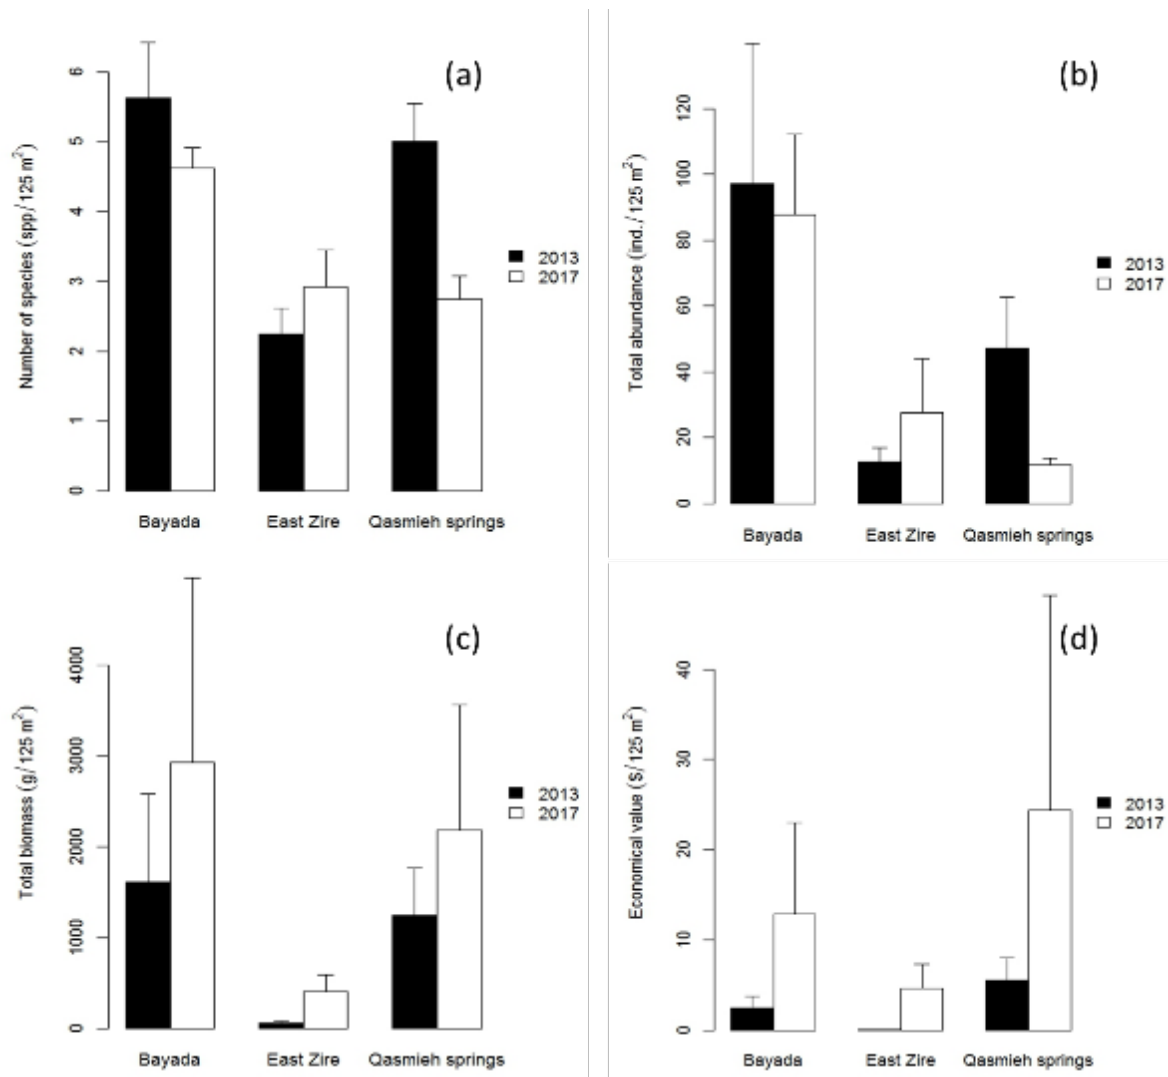 (a)
Number of species (spp/125 m²)
6
5
4
3
2
1
0
Bayada East Zire Qasmieh springs
2013
2017
(b)
Total abundance (ind./125 m²)
120
100
80
60
40
20
0
Bayada East Zire Qasmieh springs
2013
2017
(c)
Total biomass (g/125 m²)
4000
3000
2000
1000
0
Bayada East Zire Qasmieh springs
2013
2017
(d)
Economical value ($/125 m²)
40
30
20
10
0
Bayada East Zire Qasmieh springs
2013
2017